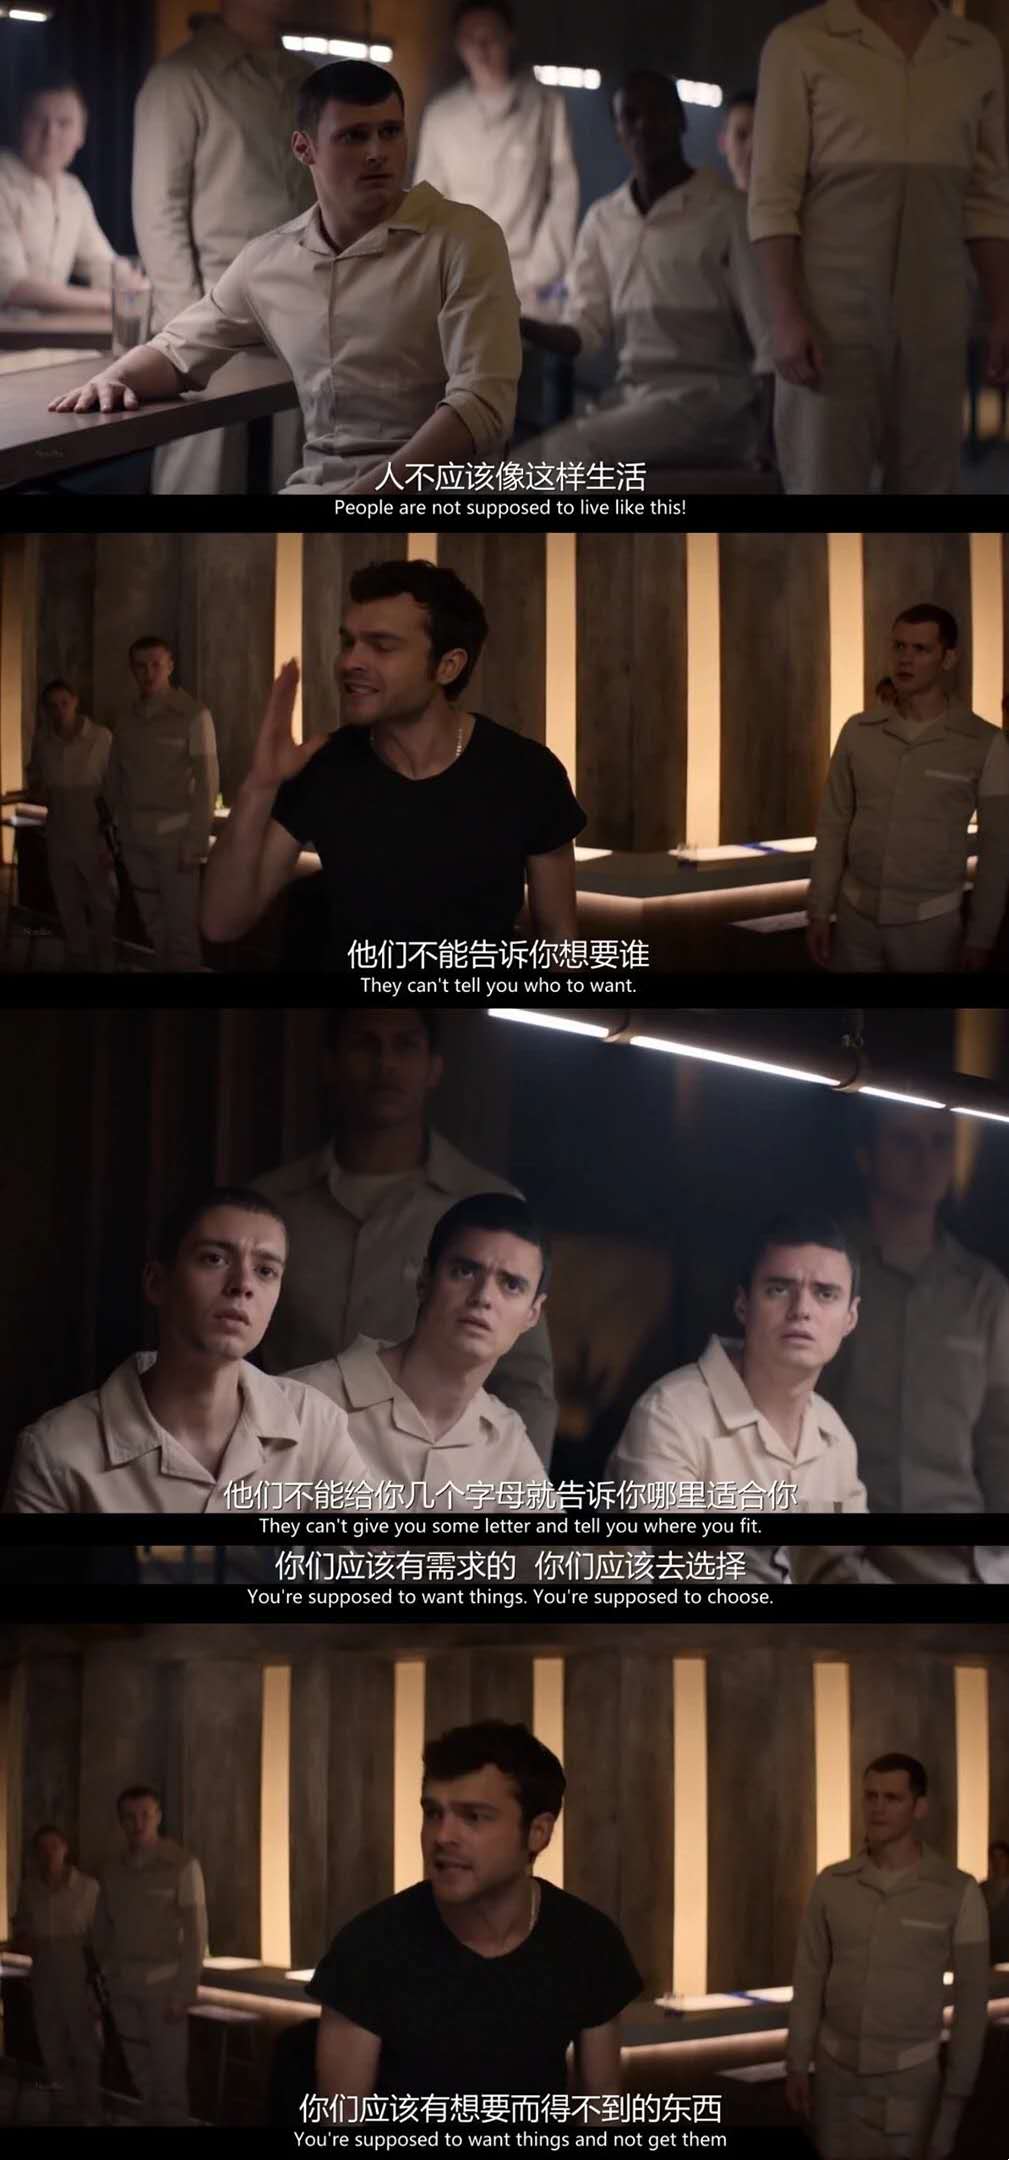 人不应该像这样生活
People are not supposed to live like this!
他们不能告诉你想要谁
They can't tell you who to want.
他们不能给你几个字母就告诉你哪里适合你
They can't give you some letter and tell you where you fit.
你们应该有需求的 你们应该去选择
You're supposed to want things. You're supposed to choose.
你们应该有想要而得不到的东西
You're supposed to want things and not get them